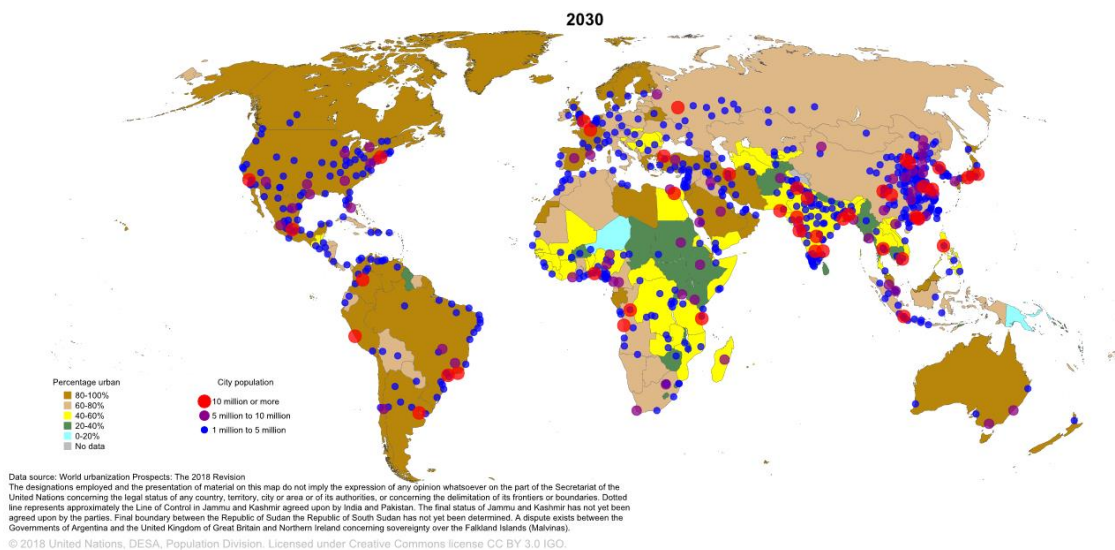 2030
Percentage urban
80-100%
60-80%
40-60%
20-40%
0-20%
No data
City population
10 million or more
5 million to 10 million
1 million to 5 million
Data source: World urbanization Prospects: The 2018 Revision
The designations employed and the presentation of material on this map do not imply the expression of any opinion whatsoever on the part of the Secretariat of the
United Nations concerning the legal status of any country, territory, city or area or of its authorities, or concerning the delimitation of its frontiers or boundaries. Dotted
line represents approximately the Line of Control in Jammu and Kashmir agreed upon by India and Pakistan. The final status of Jammu and Kashmir has not yet been
agreed upon by the parties. Final boundary between the Republic of Sudan the Republic of South Sudan has not yet been determined. A dispute exists between the
Governments of Argentina and the United Kingdom of Great Britain and Northern Ireland concerning sovereignty over the Falkland Islands (Malvinas).
© 2018 United Nations, DESA, Population Division. Licensed under Creative Commons license CC BY 3.0 IGO.